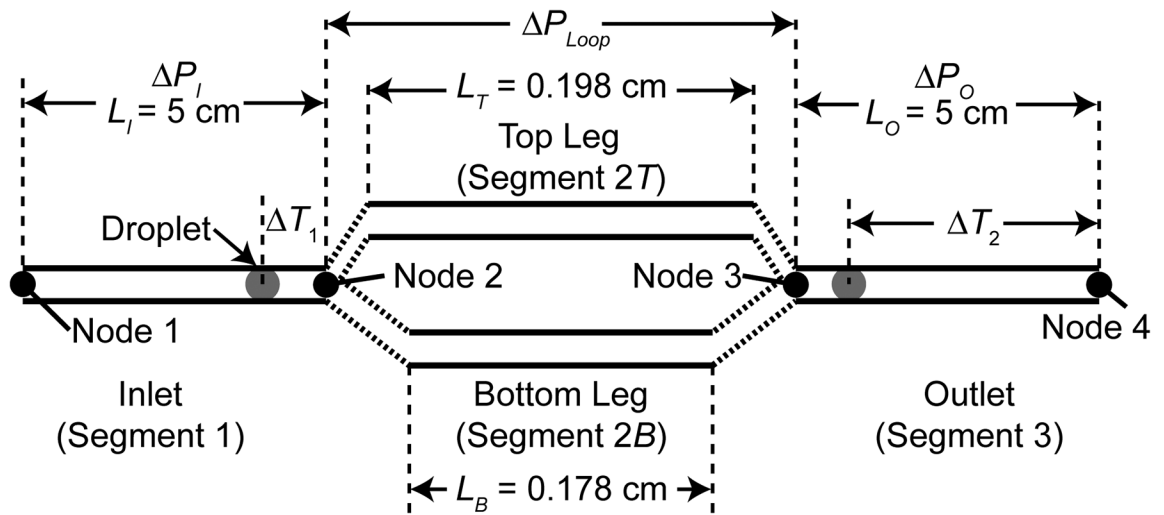 ΔP_Loop
ΔP_I
L_I = 5 cm
L_T = 0.198 cm
ΔP_O
L_O = 5 cm
Top Leg
(Segment 2T)
Droplet
ΔT_1
ΔT_2
Node 2
Node 3
Node 1
Node 4
Inlet
(Segment 1)
Bottom Leg
(Segment 2B)
Outlet
(Segment 3)
L_B = 0.178 cm